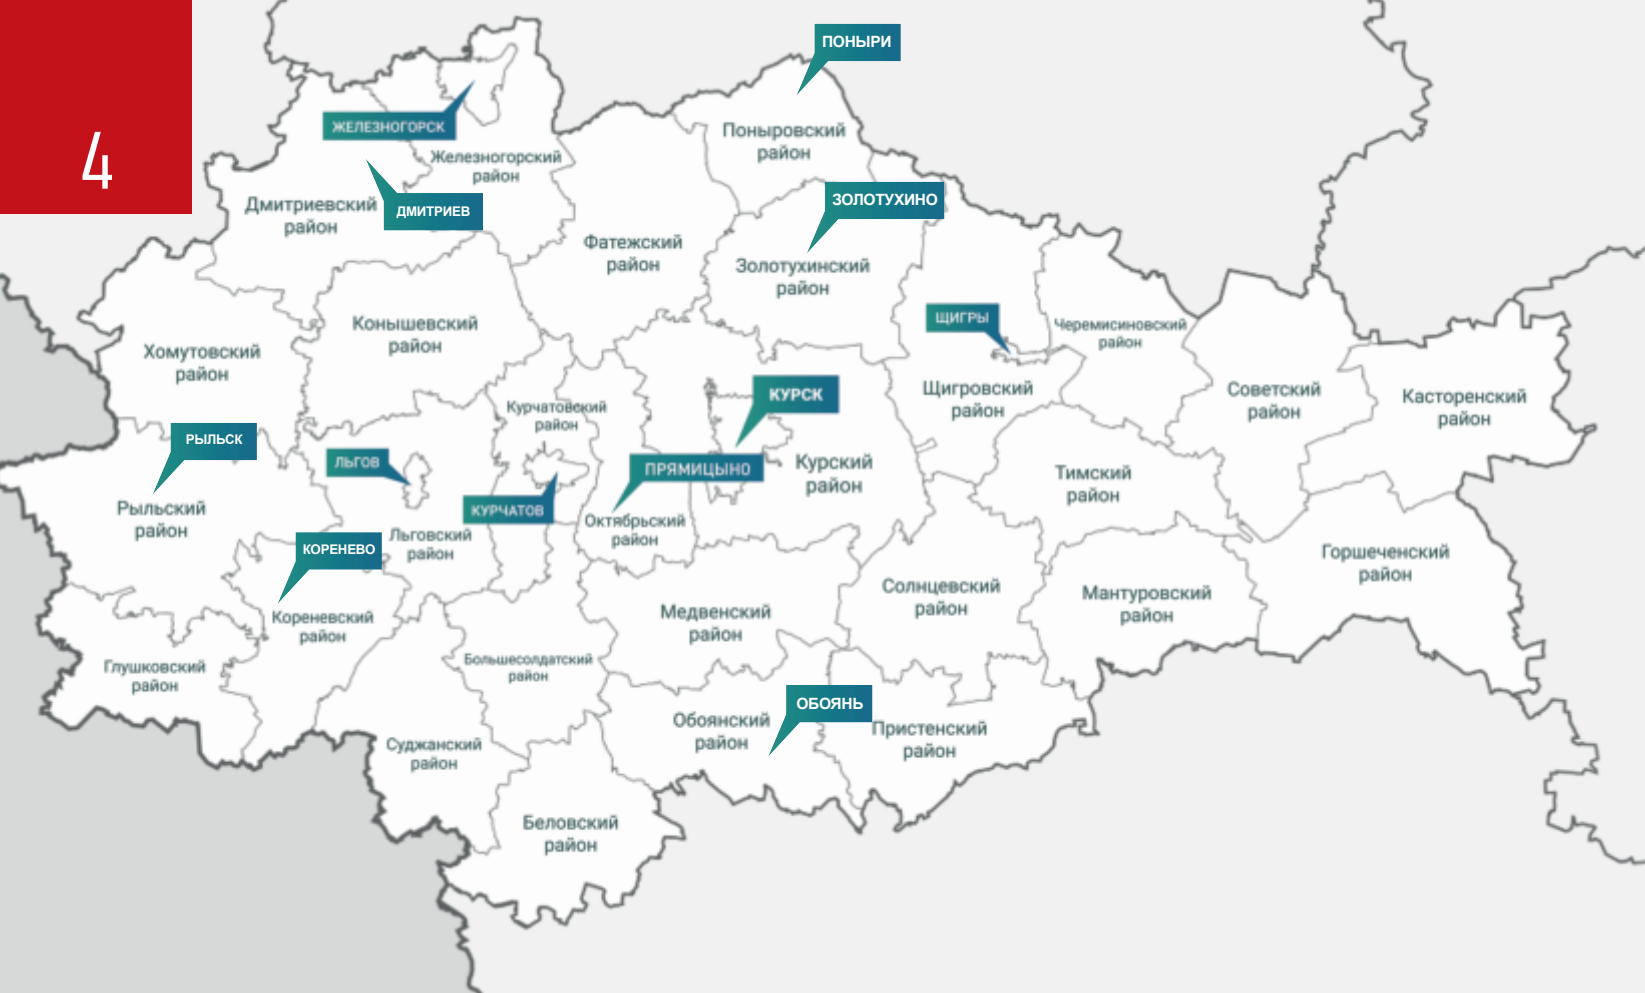 4
ПОНЫРИ
ЖЕЛЕЗНОГОРСК
Поныровский
район
Железногорский
район
Дмитриевский
район
ДМИТРИЕВ
ЗОЛОТУХИНО
Фатежский
район
Золотухинский
район
Конышевский
район
ЩИГРЫ
Черемисиновский
район
Хомутовский
район
КУРСК
Щигровский
район
Советский
район
Касторенский
район
Курчатовский
район
РЫЛЬСК
ЛЬГОВ
ПРЯМИЦЫНО
Курский
район
Тимский
район
Рыльский
район
КУРЧАТОВ
Октябрьский
район
КОРЕНЕВО
Льговский
район
Горшеченский
район
Солнцевский
район
Мантуровский
район
Кореневский
район
Медвенский
район
Глушковский
район
Большесолдатский
район
ОБОЯНЬ
Обоянский
район
Пристенский
район
Суджанский
район
Беловский
район